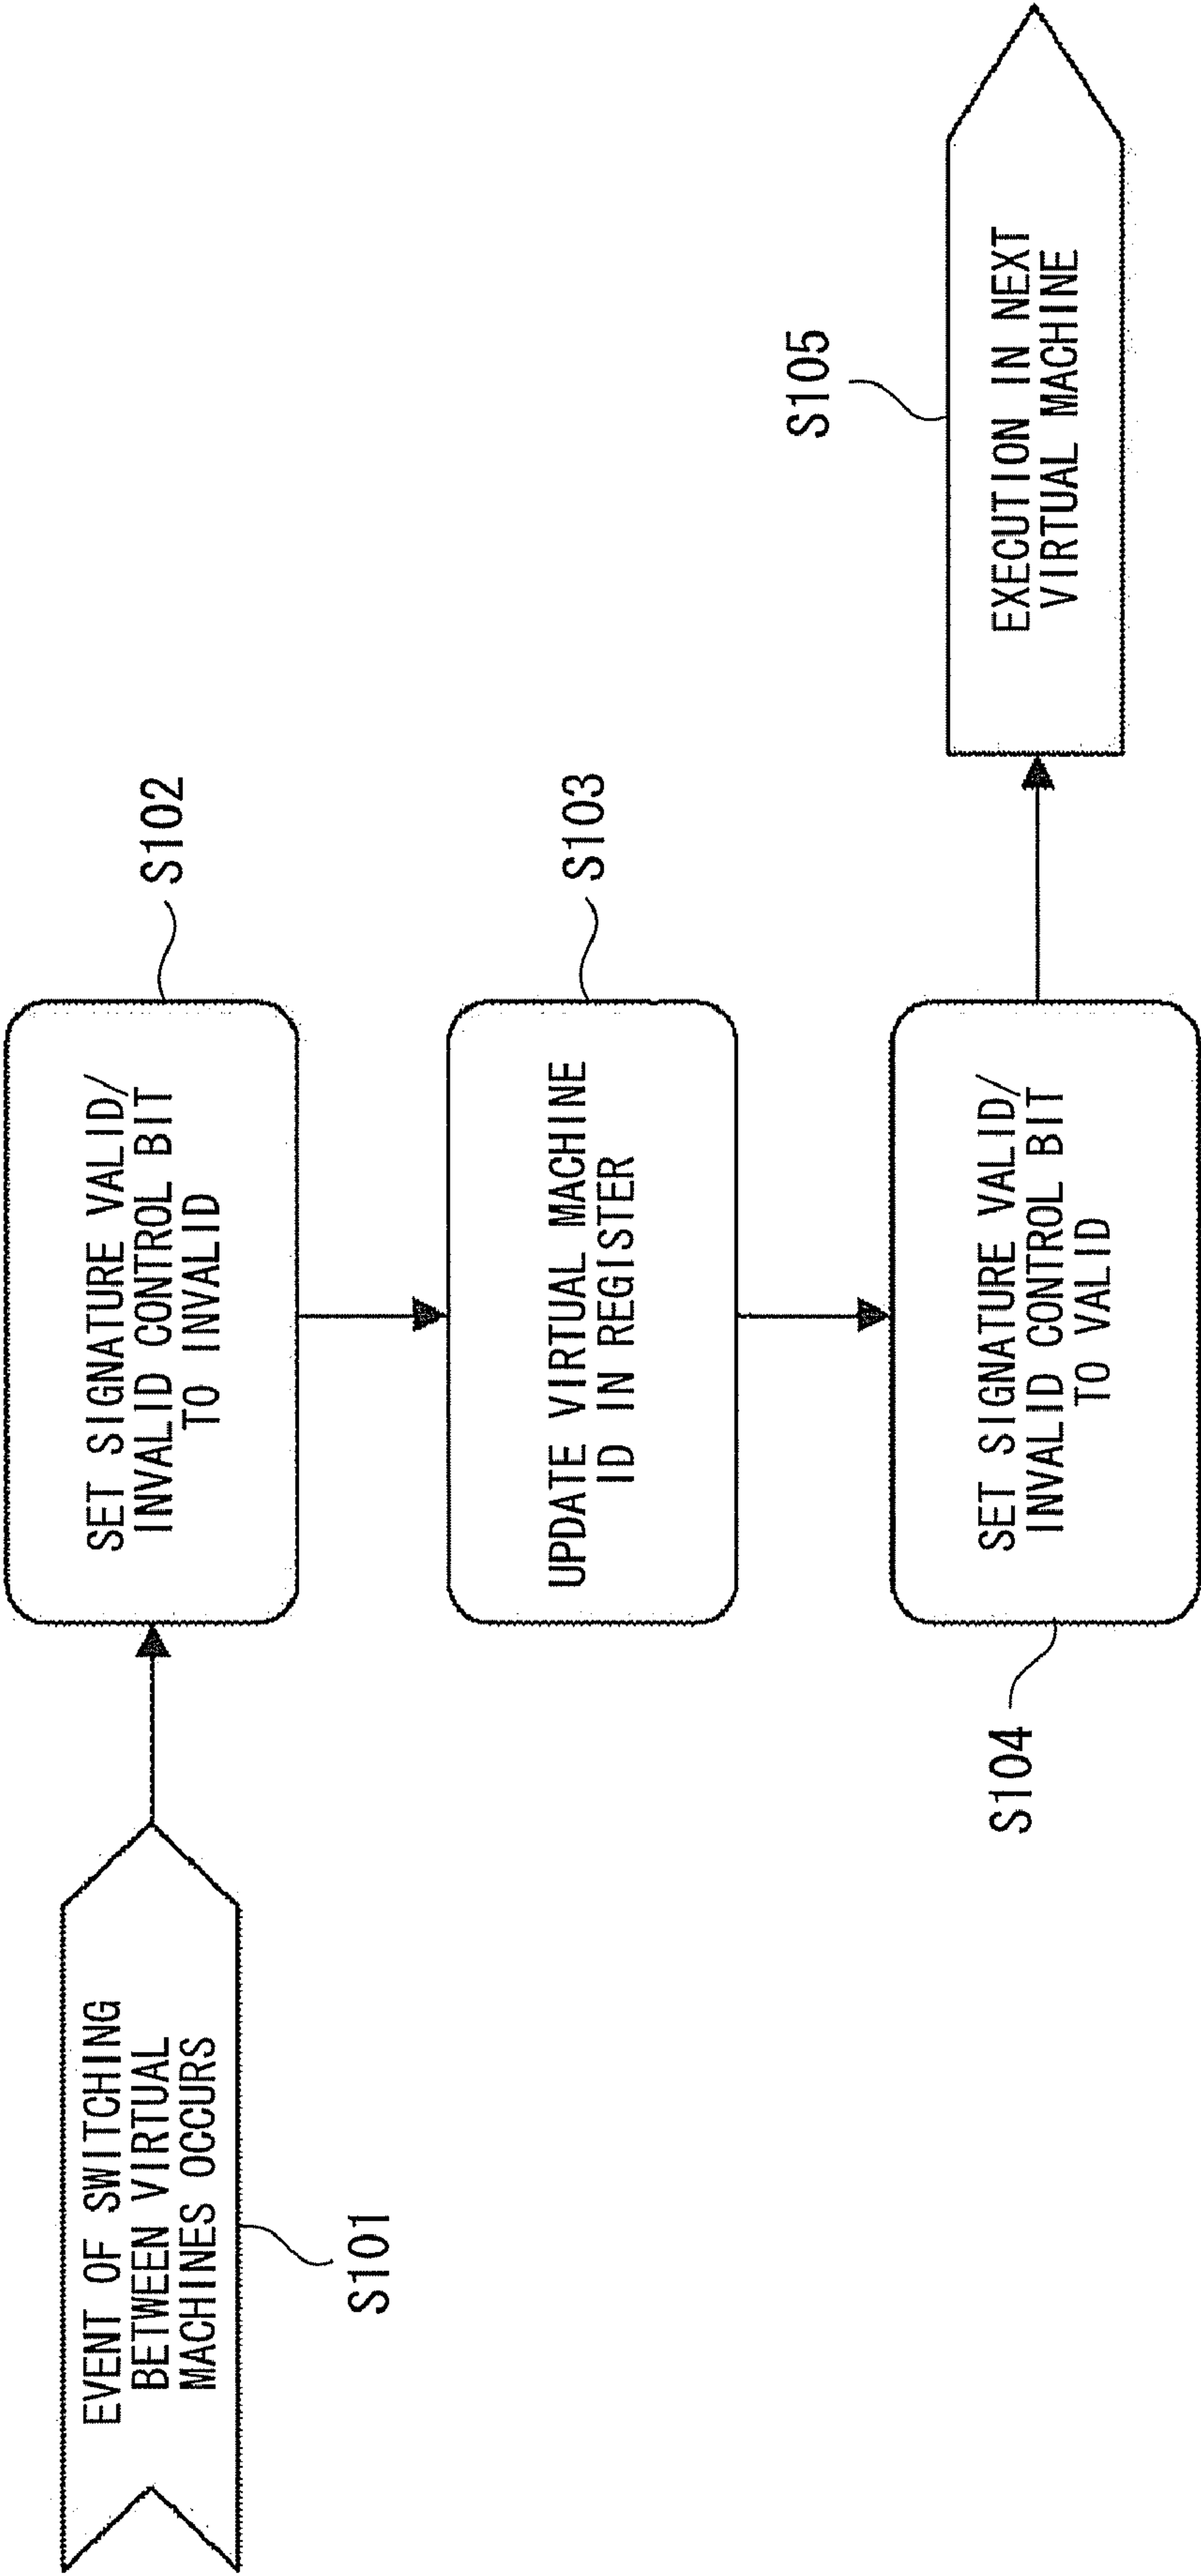 EVENT OF SWITCHING
BETWEEN VIRTUAL
MACHINES OCCURS
S101
SET SIGNATURE VALID/
INVALID CONTROL BIT
TO INVALID
S102
UPDATE VIRTUAL MACHINE
ID IN REGISTER
S103
SET SIGNATURE VALID/
INVALID CONTROL BIT
TO VALID
S104
EXECUTION IN NEXT
VIRTUAL MACHINE
S105